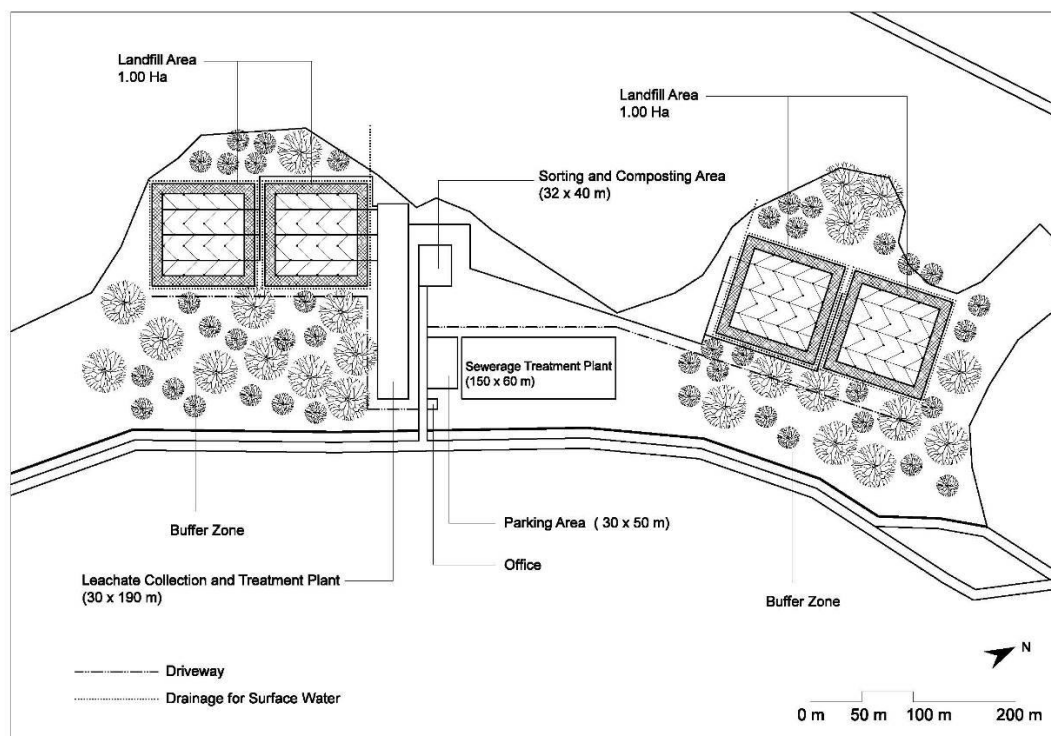 Landfill Area
1.00 Ha
Landfill Area
1.00 Ha
Sorting and Composting Area
(32 x 40 m)
Sewerage Treatment Plant
(150 x 60 m)
Parking Area ( 30 x 50 m)
Buffer Zone
Office
Leachate Collection and Treatment Plant
(30 x 190 m)
Buffer Zone
N
Driveway
Drainage for Surface Water
0 m 50 m 100 m 200 m